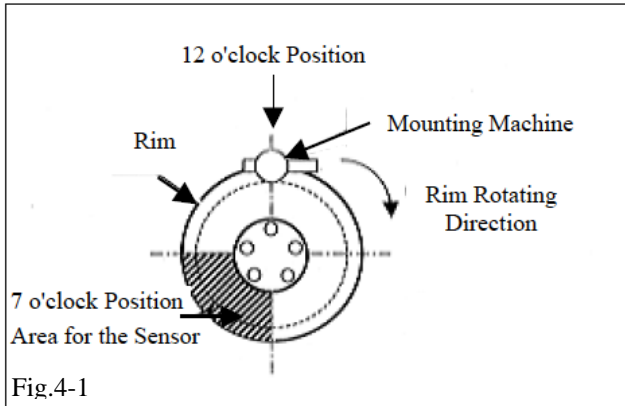 12 o'clock Position
Mounting Machine
Rim
Rim Rotating
Direction
7 o'clock Position
Area for the Sensor
Fig.4-1